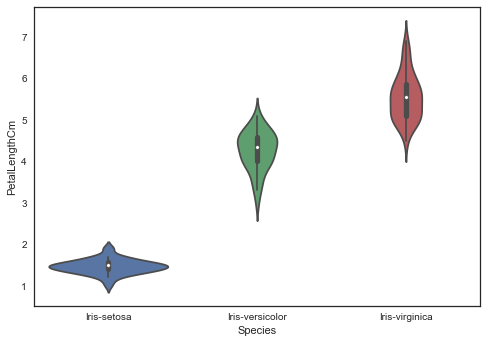 7
6
5
4
3
2
1
PetalLengthCm
Iris-setosa
Iris-versicolor
Iris-virginica
Species